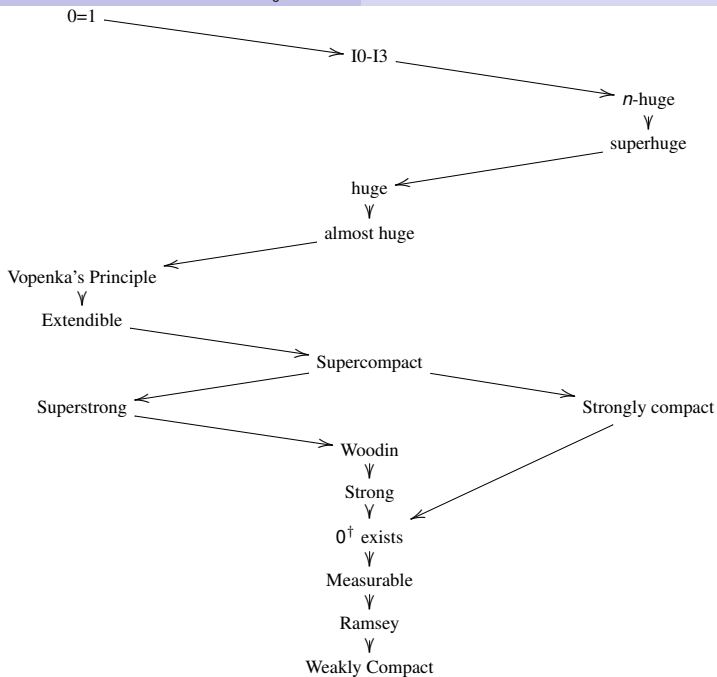 0=1
I0-I3
n-huge
superhuge
huge
almost huge
Vopenka's Principle
Extendible
Supercompact
Superstrong
Strongly compact
Woodin
Strong
0† exists
Measurable
Ramsey
Weakly Compact